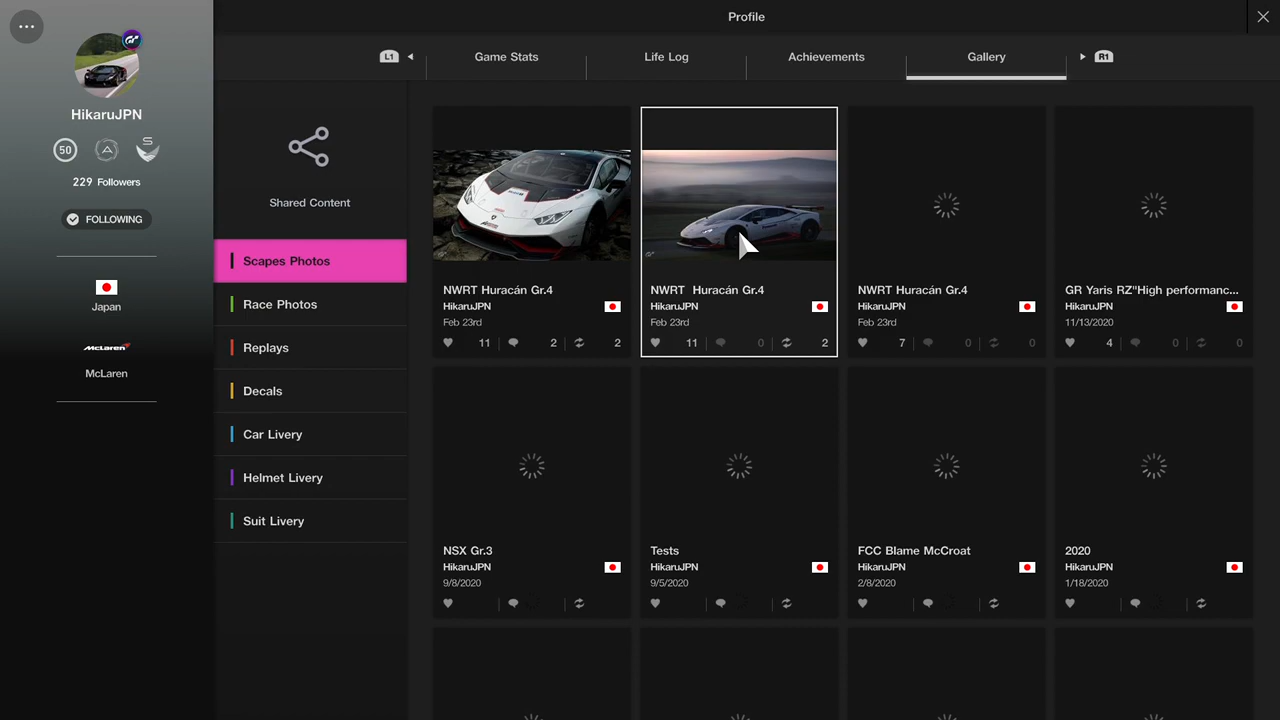 Profile
L1
Game Stats
Life Log
Achievements
Gallery
R1
HikaruJPN
50
S
229 Followers
FOLLOWING
Japan
McLaren
McLaren
Shared Content
Scapes Photos
Race Photos
Replays
Decals
Car Livery
Helmet Livery
Suit Livery
NWRT Huracán Gr.4
HikaruJPN
Feb 23rd
11 2 2
NWRT Huracán Gr.4
HikaruJPN
Feb 23rd
11 0 2
NWRT Huracán Gr.4
HikaruJPN
Feb 23rd
7 0 0
GR Yaris RZ"High performanc...
HikaruJPN
11/13/2020
4 0 0
NSX Gr.3
HikaruJPN
9/8/2020
Tests
HikaruJPN
9/5/2020
FCC Blame McCroat
HikaruJPN
2/8/2020
2020
HikaruJPN
1/18/2020